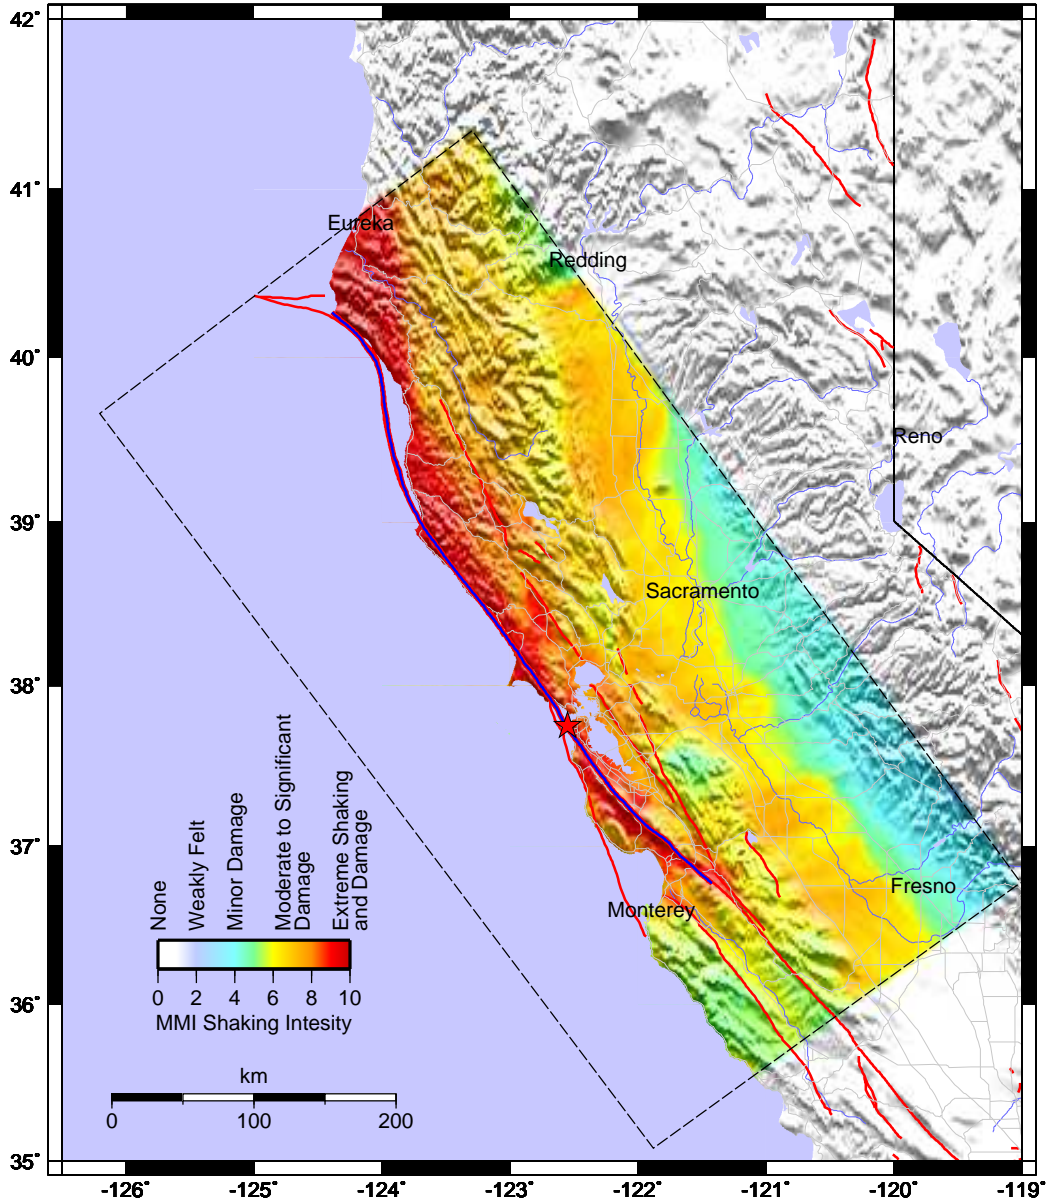 42°
41°
40°
39°
38°
37°
36°
35°
Eureka
Redding
Reno
Sacramento
Fresno
Monterey
None
Weakly Felt
Minor Damage
Moderate to Significant
Damage
Extreme Shaking
and Damage
0 2 4 6 8 10
MMI Shaking Intesity
km
0 100 200
-126° -125° -124° -123° -122° -121° -120° -119°